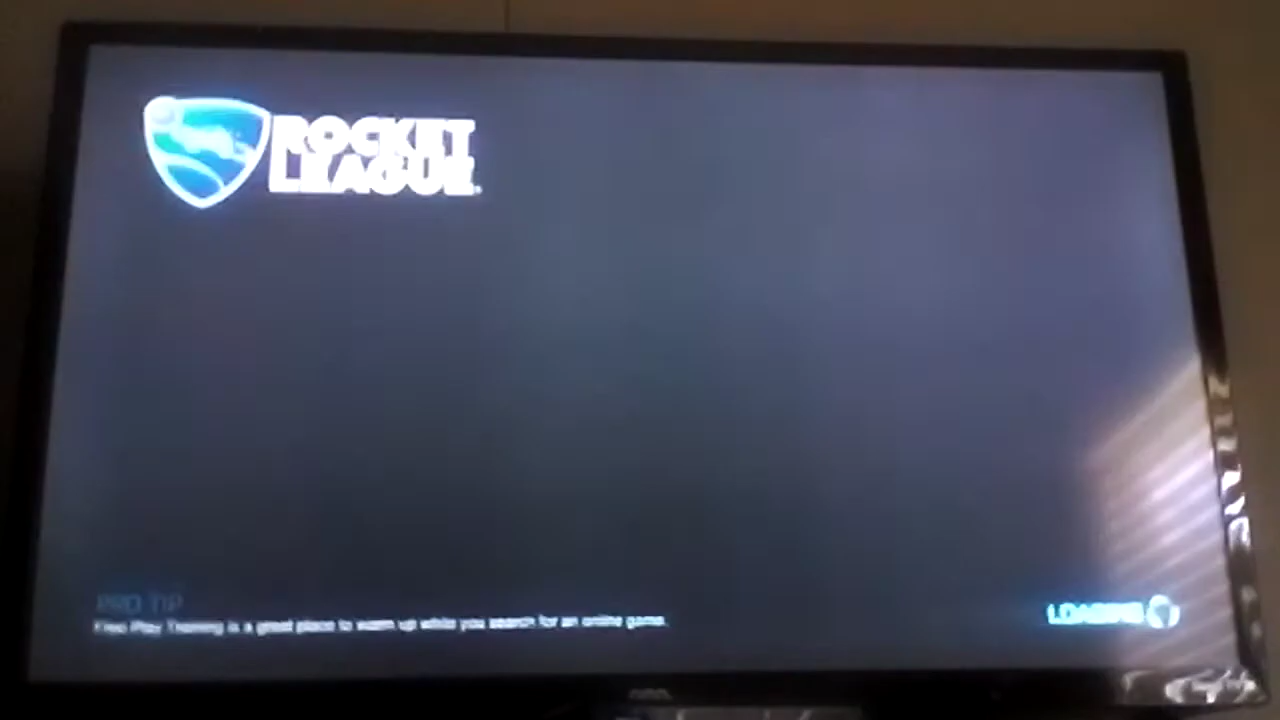 ROCKET
LEAGUE
PRO TIP
Free Play Training is a great place to warm up while you search for an online game.
LOADING